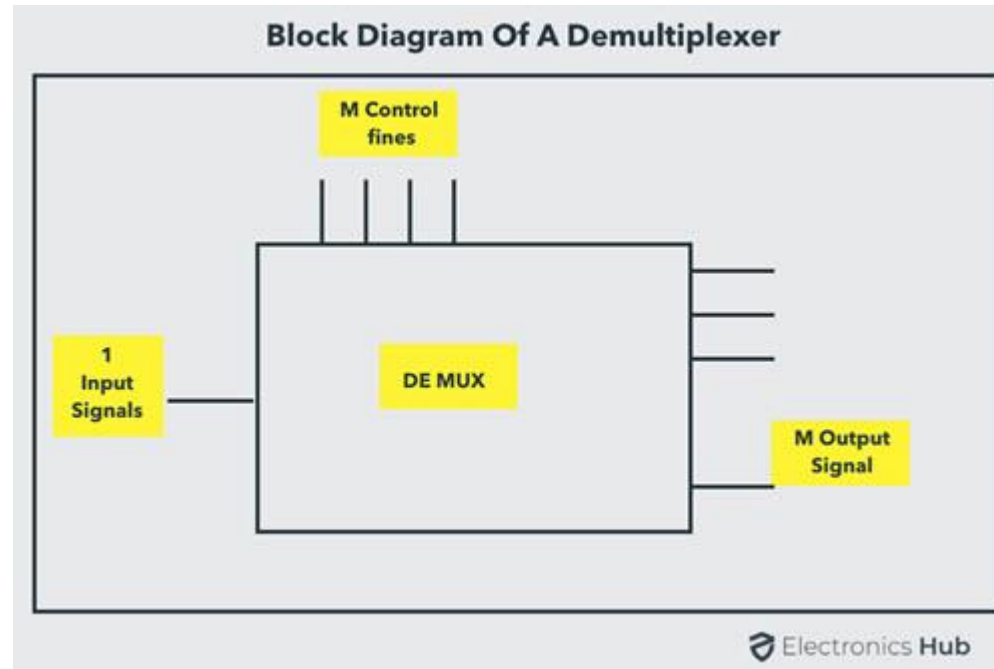 Block Diagram Of A Demultiplexer
M Control
fines
1
Input
Signals
DE MUX
M Output
Signal
Electronics Hub